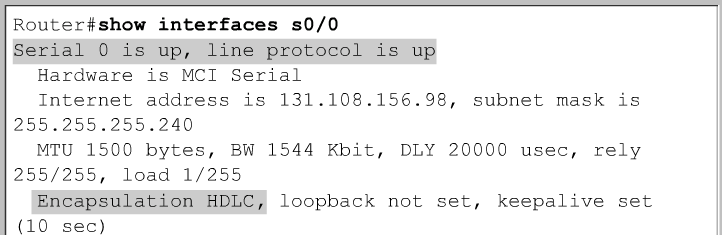 Router#show interfaces s0/0
Serial 0 is up, line protocol is up
Hardware is MCI Serial
Internet address is 131.108.156.98, subnet mask is
255.255.255.240
MTU 1500 bytes, BW 1544 Kbit, DLY 20000 usec, rely
255/255, load 1/255
Encapsulation HDLC, loopback not set, keepalive set
(10 sec)